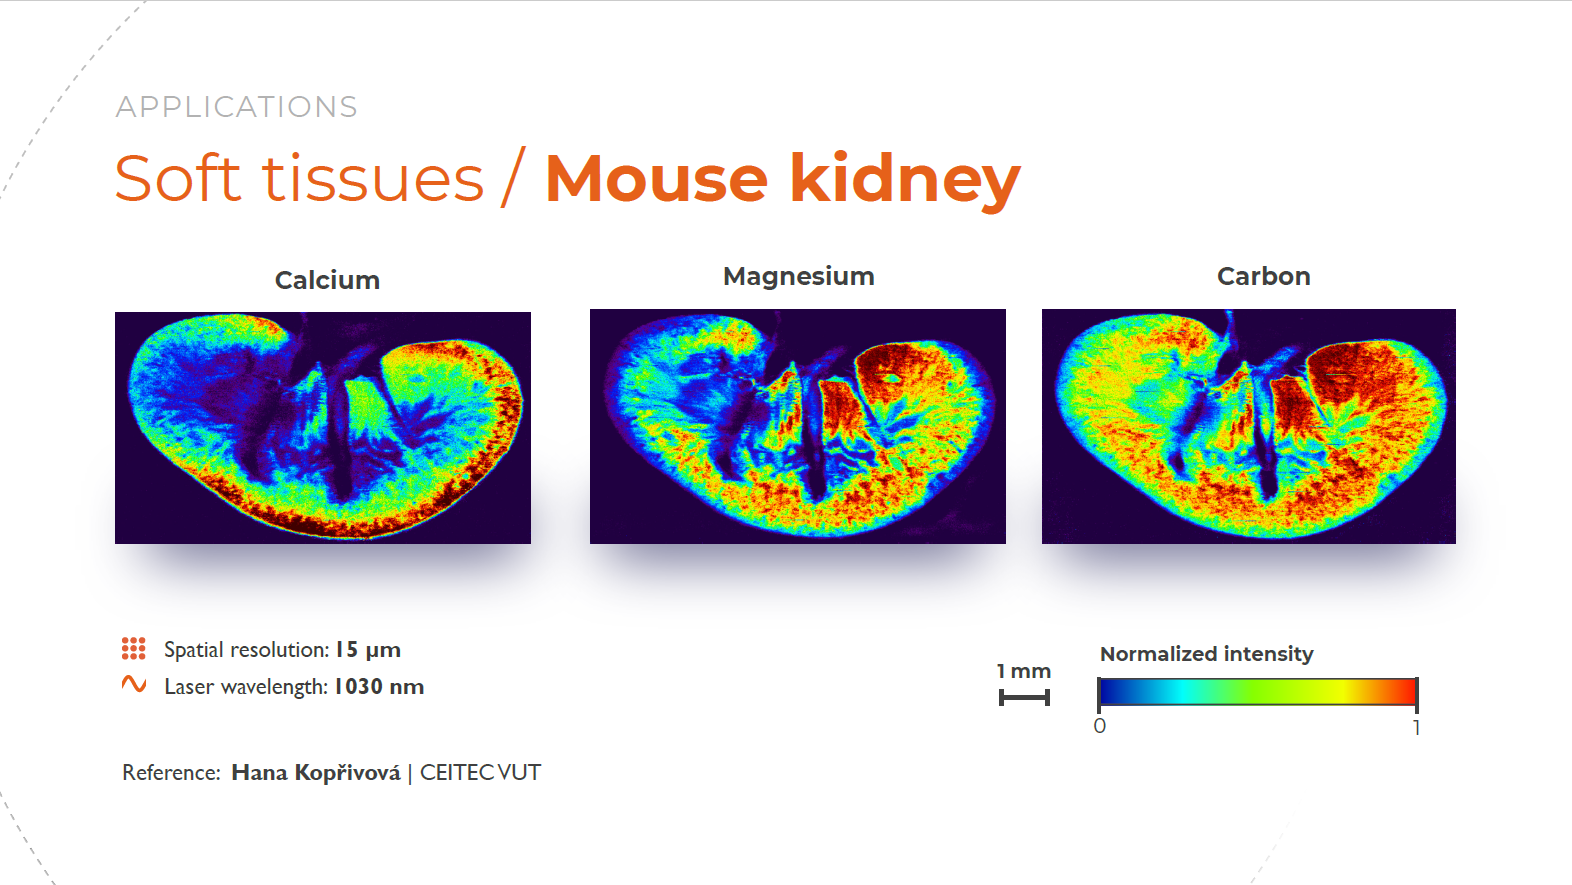 APPLICATIONS
Soft tissues / Mouse kidney
Calcium
Magnesium
Carbon
Spatial resolution: 15 μm
Laser wavelength: 1030 nm
1 mm
Normalized intensity
0
1
Reference: Hana Kopřivová | CEITEC VUT